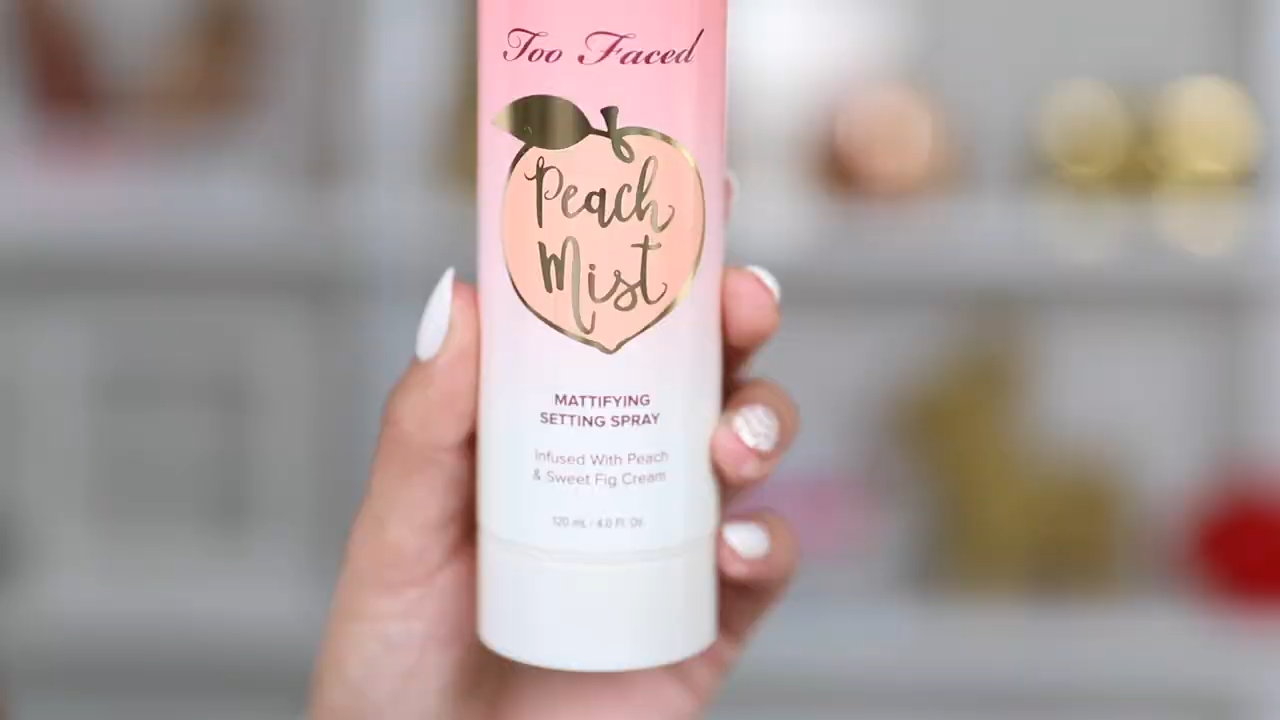 Too Faced
Peach
Mist
MATTIFYING
SETTING SPRAY
Infused With Peach
& Sweet Fig Cream
120 mL / 4.0 Fl. Oz.